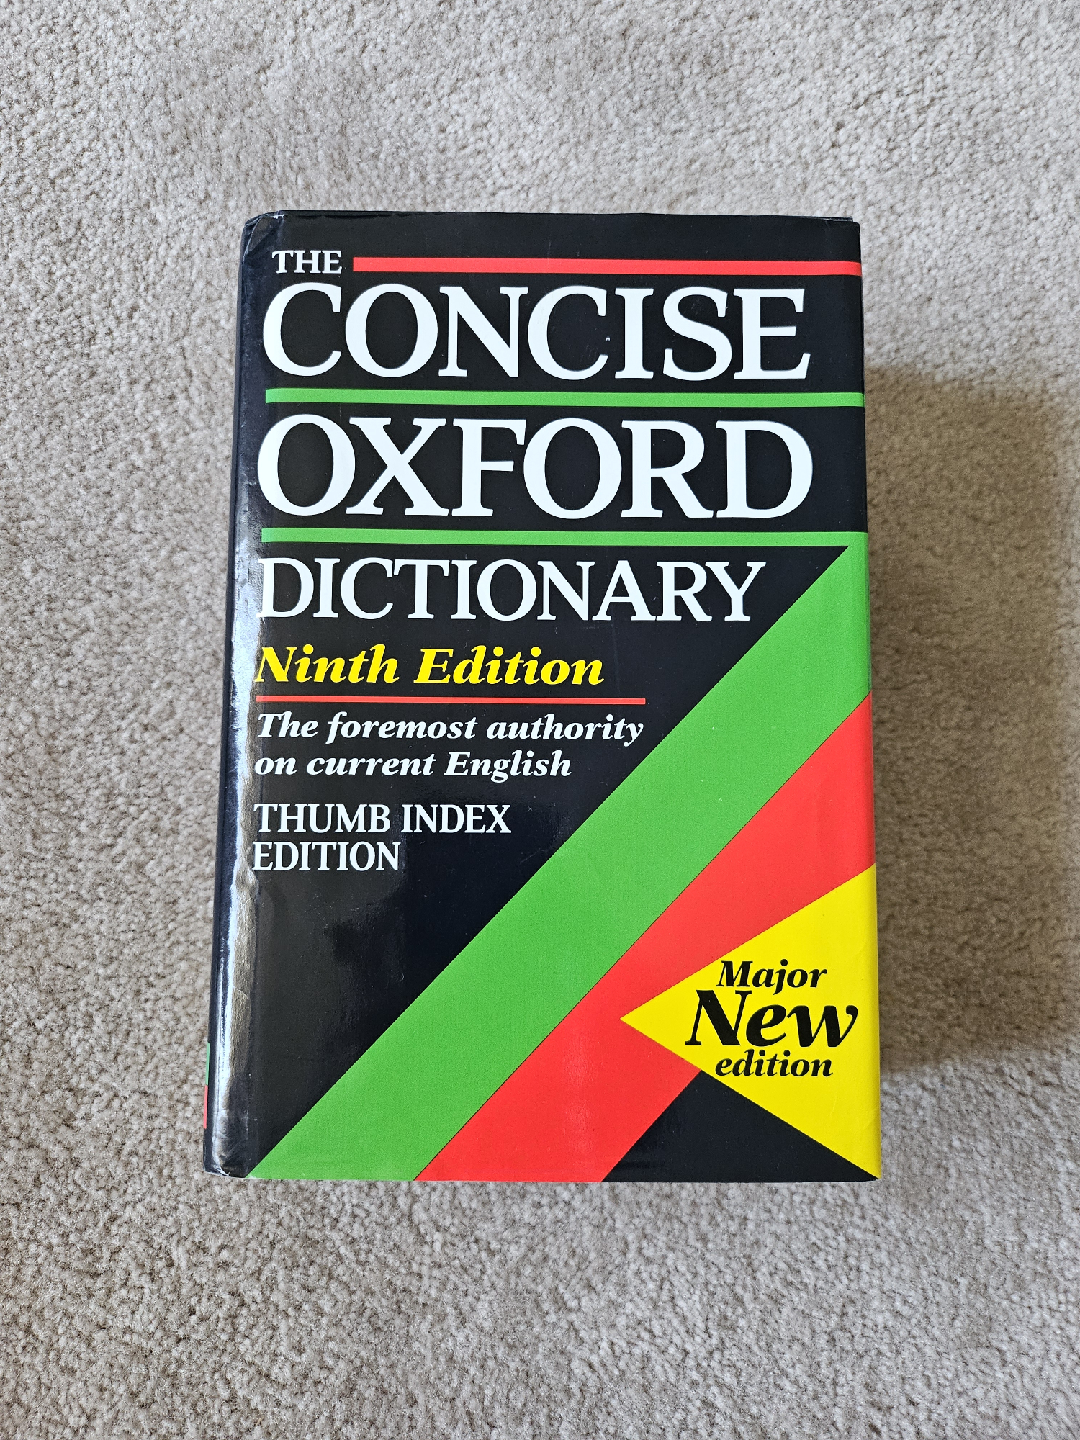 THE
CONCISE
OXFORD
DICTIONARY
Ninth Edition
The foremost authority
on current English
THUMB INDEX
EDITION
Major
New
edition